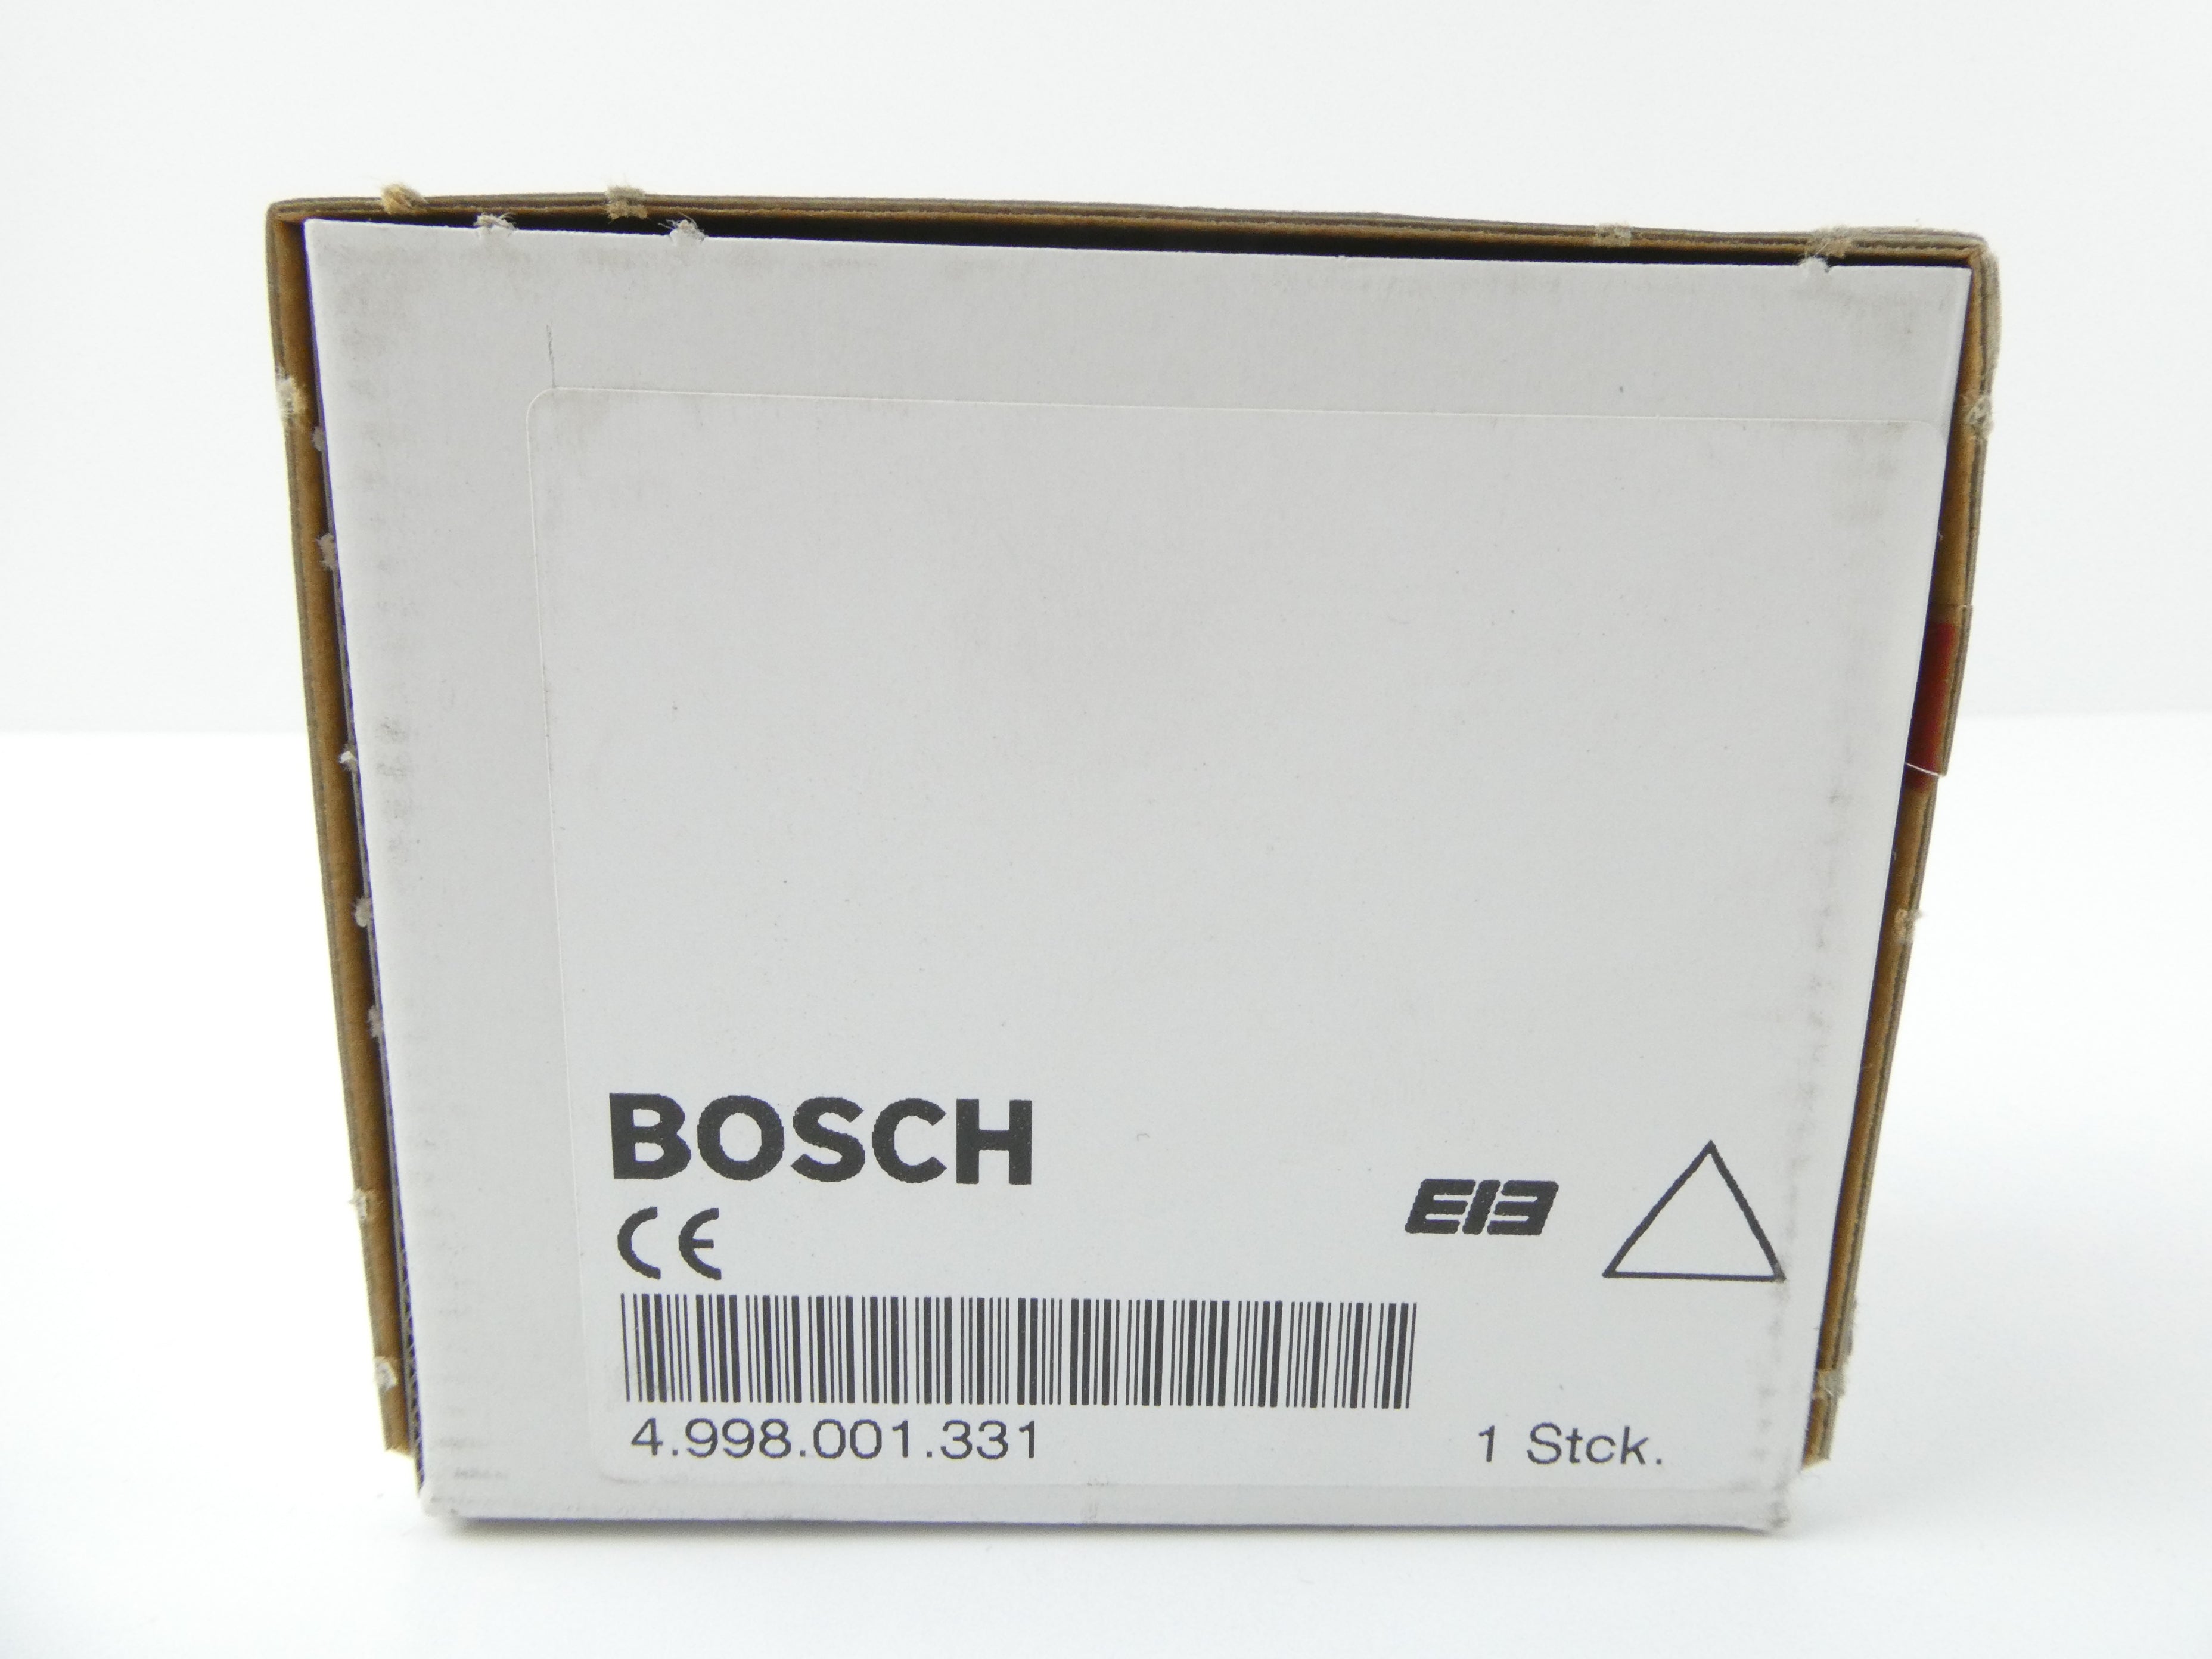 BOSCH
CE
EIB
4.998.001.331
1 Stck.